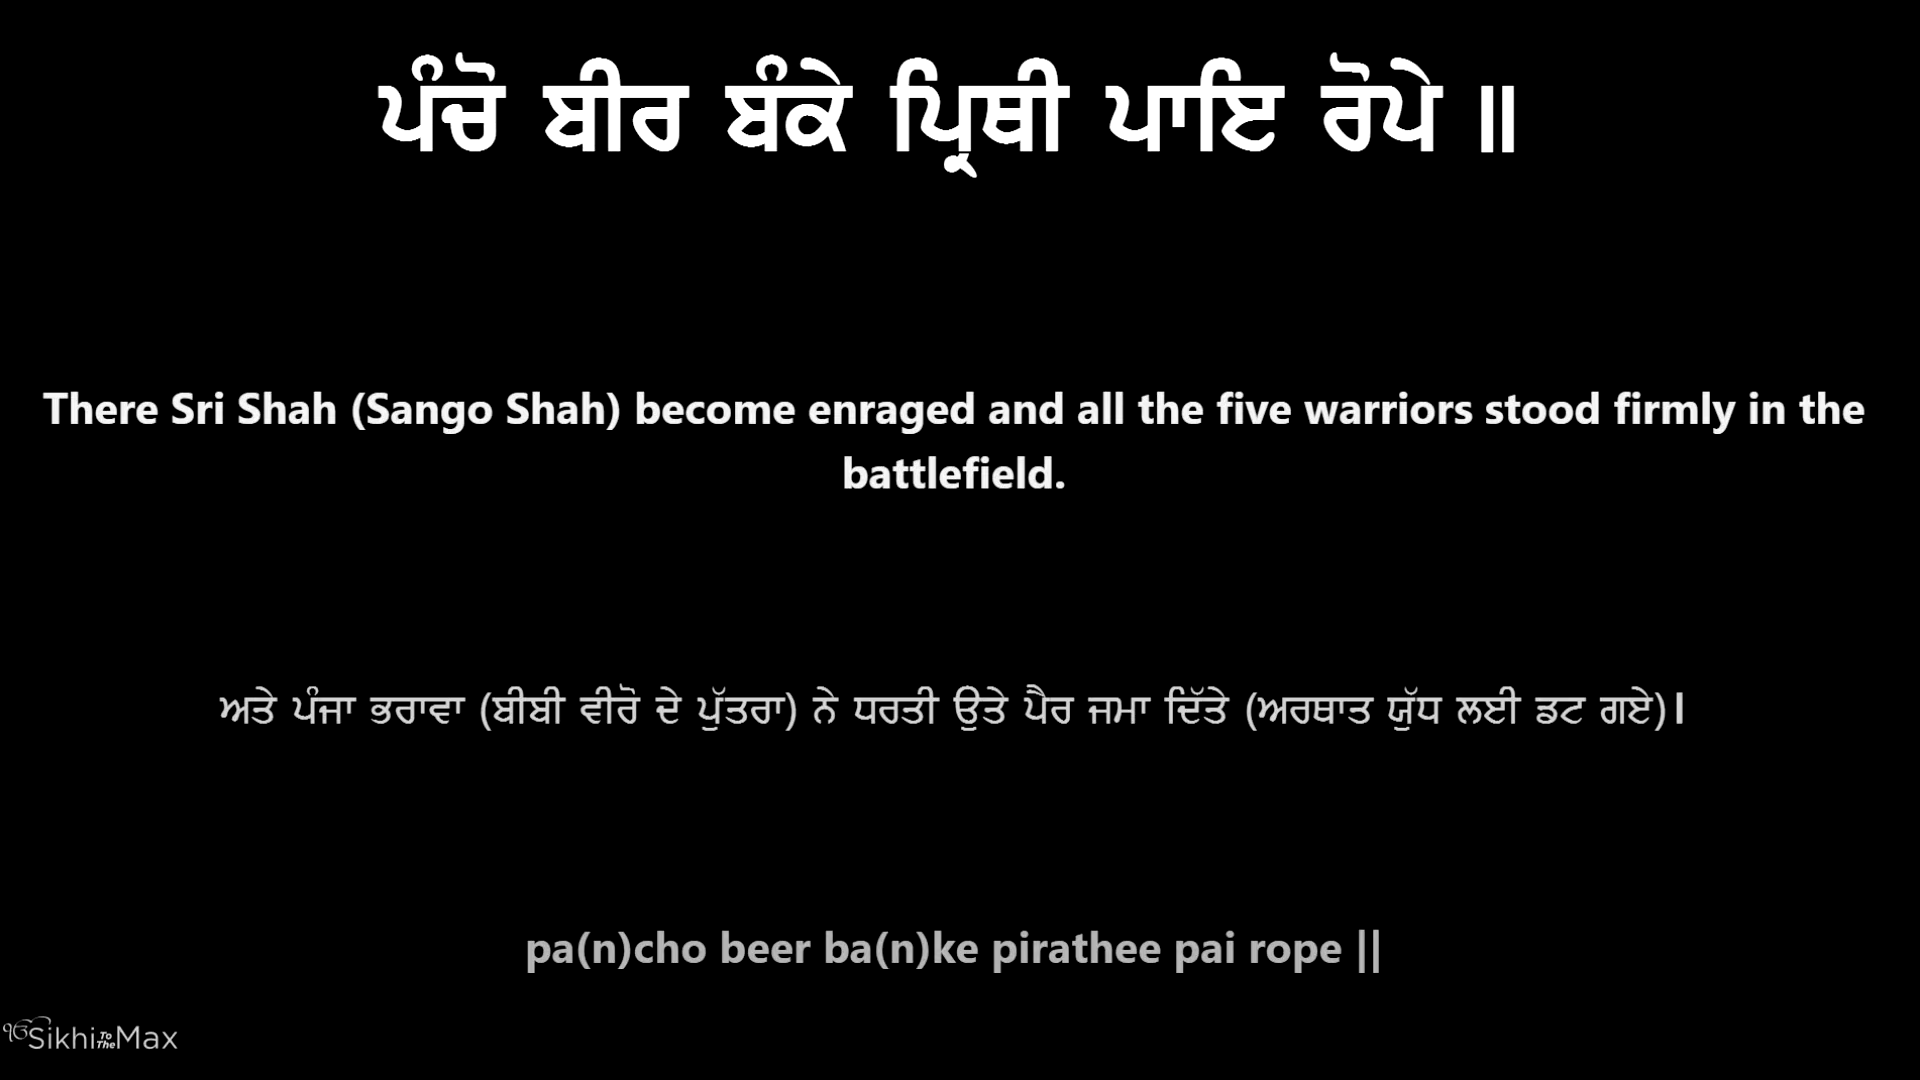 ਪੰਚੋ ਬੀਰ ਬੰਕੇ ਪ੍ਰਿਥੀ ਪਾਇ ਰੋਪੇ ॥
There Sri Shah (Sango Shah) become enraged and all the five warriors stood firmly in the
battlefield.
ਅਤੇ ਪੰਜਾ ਭਰਾਵਾ (ਬੀਬੀ ਵੀਰੋ ਦੇ ਪੁੱਤਰਾ) ਨੇ ਧਰਤੀ ਉਤੇ ਪੈਰ ਜਮਾ ਦਿੱਤੇ (ਅਰਥਾਤ ਯੁੱਧ ਲਈ ਡਟ ਗਏ)।
pa(n)cho beer ba(n)ke pirathee pai rope ||
ੴSikhiToTheMax